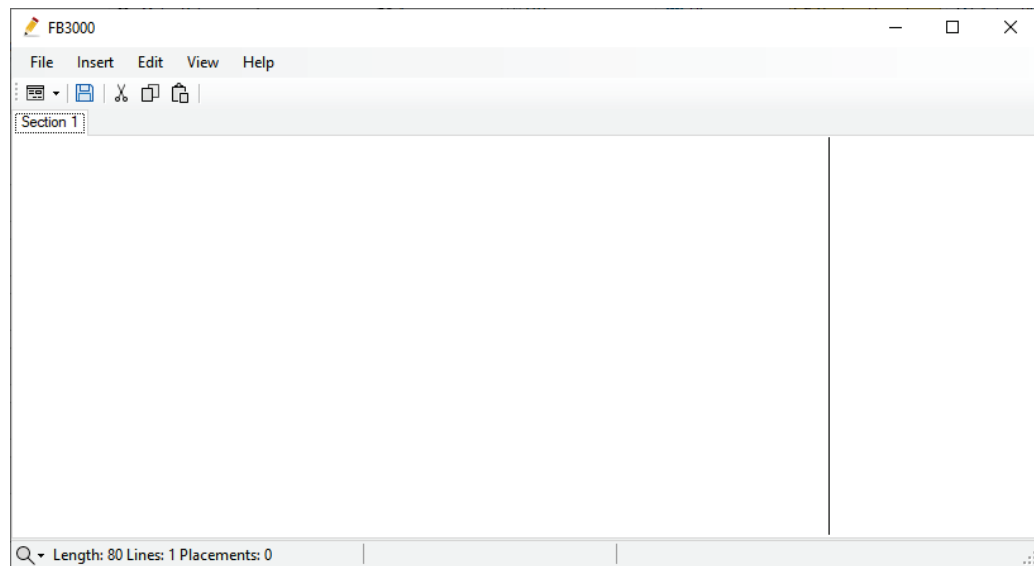 FB3000
File Insert Edit View Help
Section 1
Length: 80 Lines: 1 Placements: 0